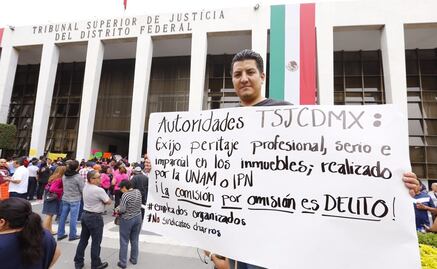 TRIBUNAL SUPERIOR DE JUSTICIA
DEL DISTRITO FEDERAL
TSJCDMX
Autoridades TSJCDMX:
Exijo peritaje profesional, serio e
imparcial en los inmuebles; realizado
por la UNAM o IPN
¡La comisión por omisión es DELITO!
#empleados organizados
#No sindicatos charros